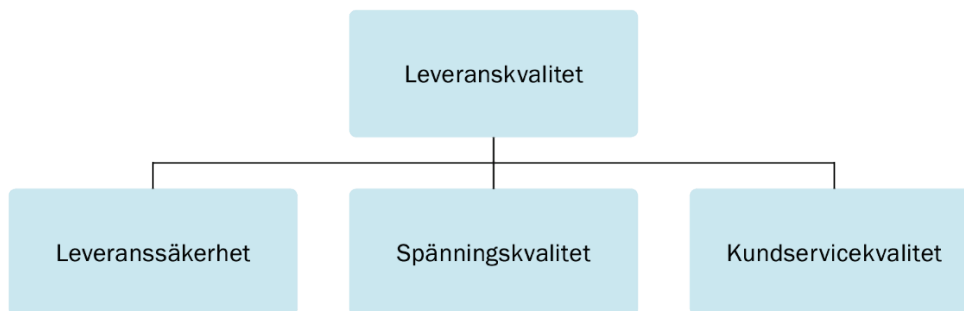 Leveranskvalitet
Leveranssäkerhet
Spänningskvalitet
Kundservicekvalitet